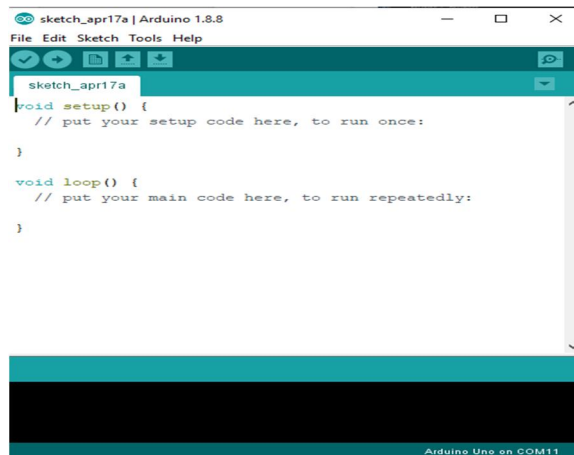 sketch_apr17a | Arduino 1.8.8
File Edit Sketch Tools Help
sketch_apr17a
void setup() {
  // put your setup code here, to run once:
}
void loop() {
  // put your main code here, to run repeatedly:
}
Arduino Uno on COM11